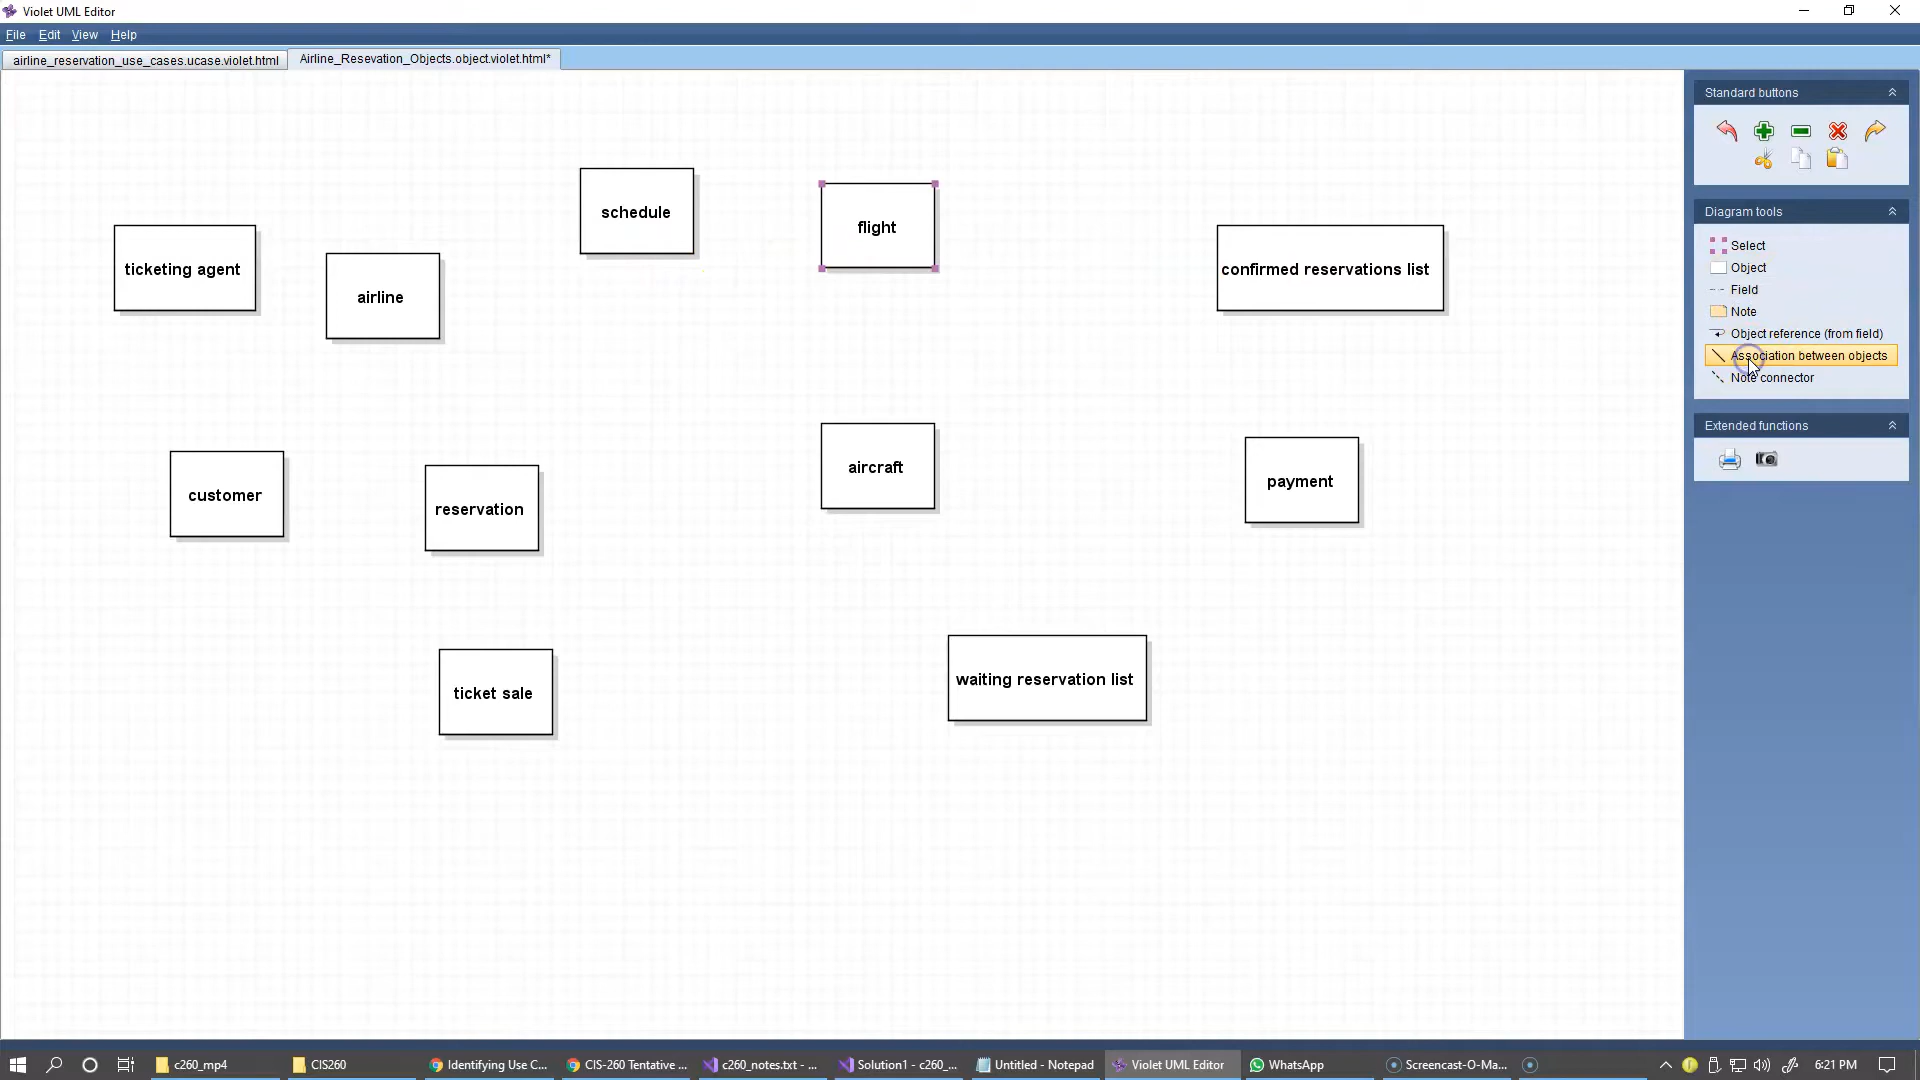 Violet UML Editor
File Edit View Help
airline_reservation_use_cases.ucase.violet.html Airline_Resevation_Objects.object.violet.html*
Standard buttons
Diagram tools
Select
Object
Field
Note
Object reference (from field)
Association between objects
Note connector
Extended functions
schedule
flight
ticketing agent
airline
confirmed reservations list
customer
reservation
aircraft
payment
ticket sale
waiting reservation list
c260_mp4 CIS260 Identifying Use C... CIS-260 Tentative ... c260_notes.txt - ... Solution1 - c260_... Untitled - Notepad Violet UML Editor WhatsApp Screencast-O-Ma... 6:21 PM